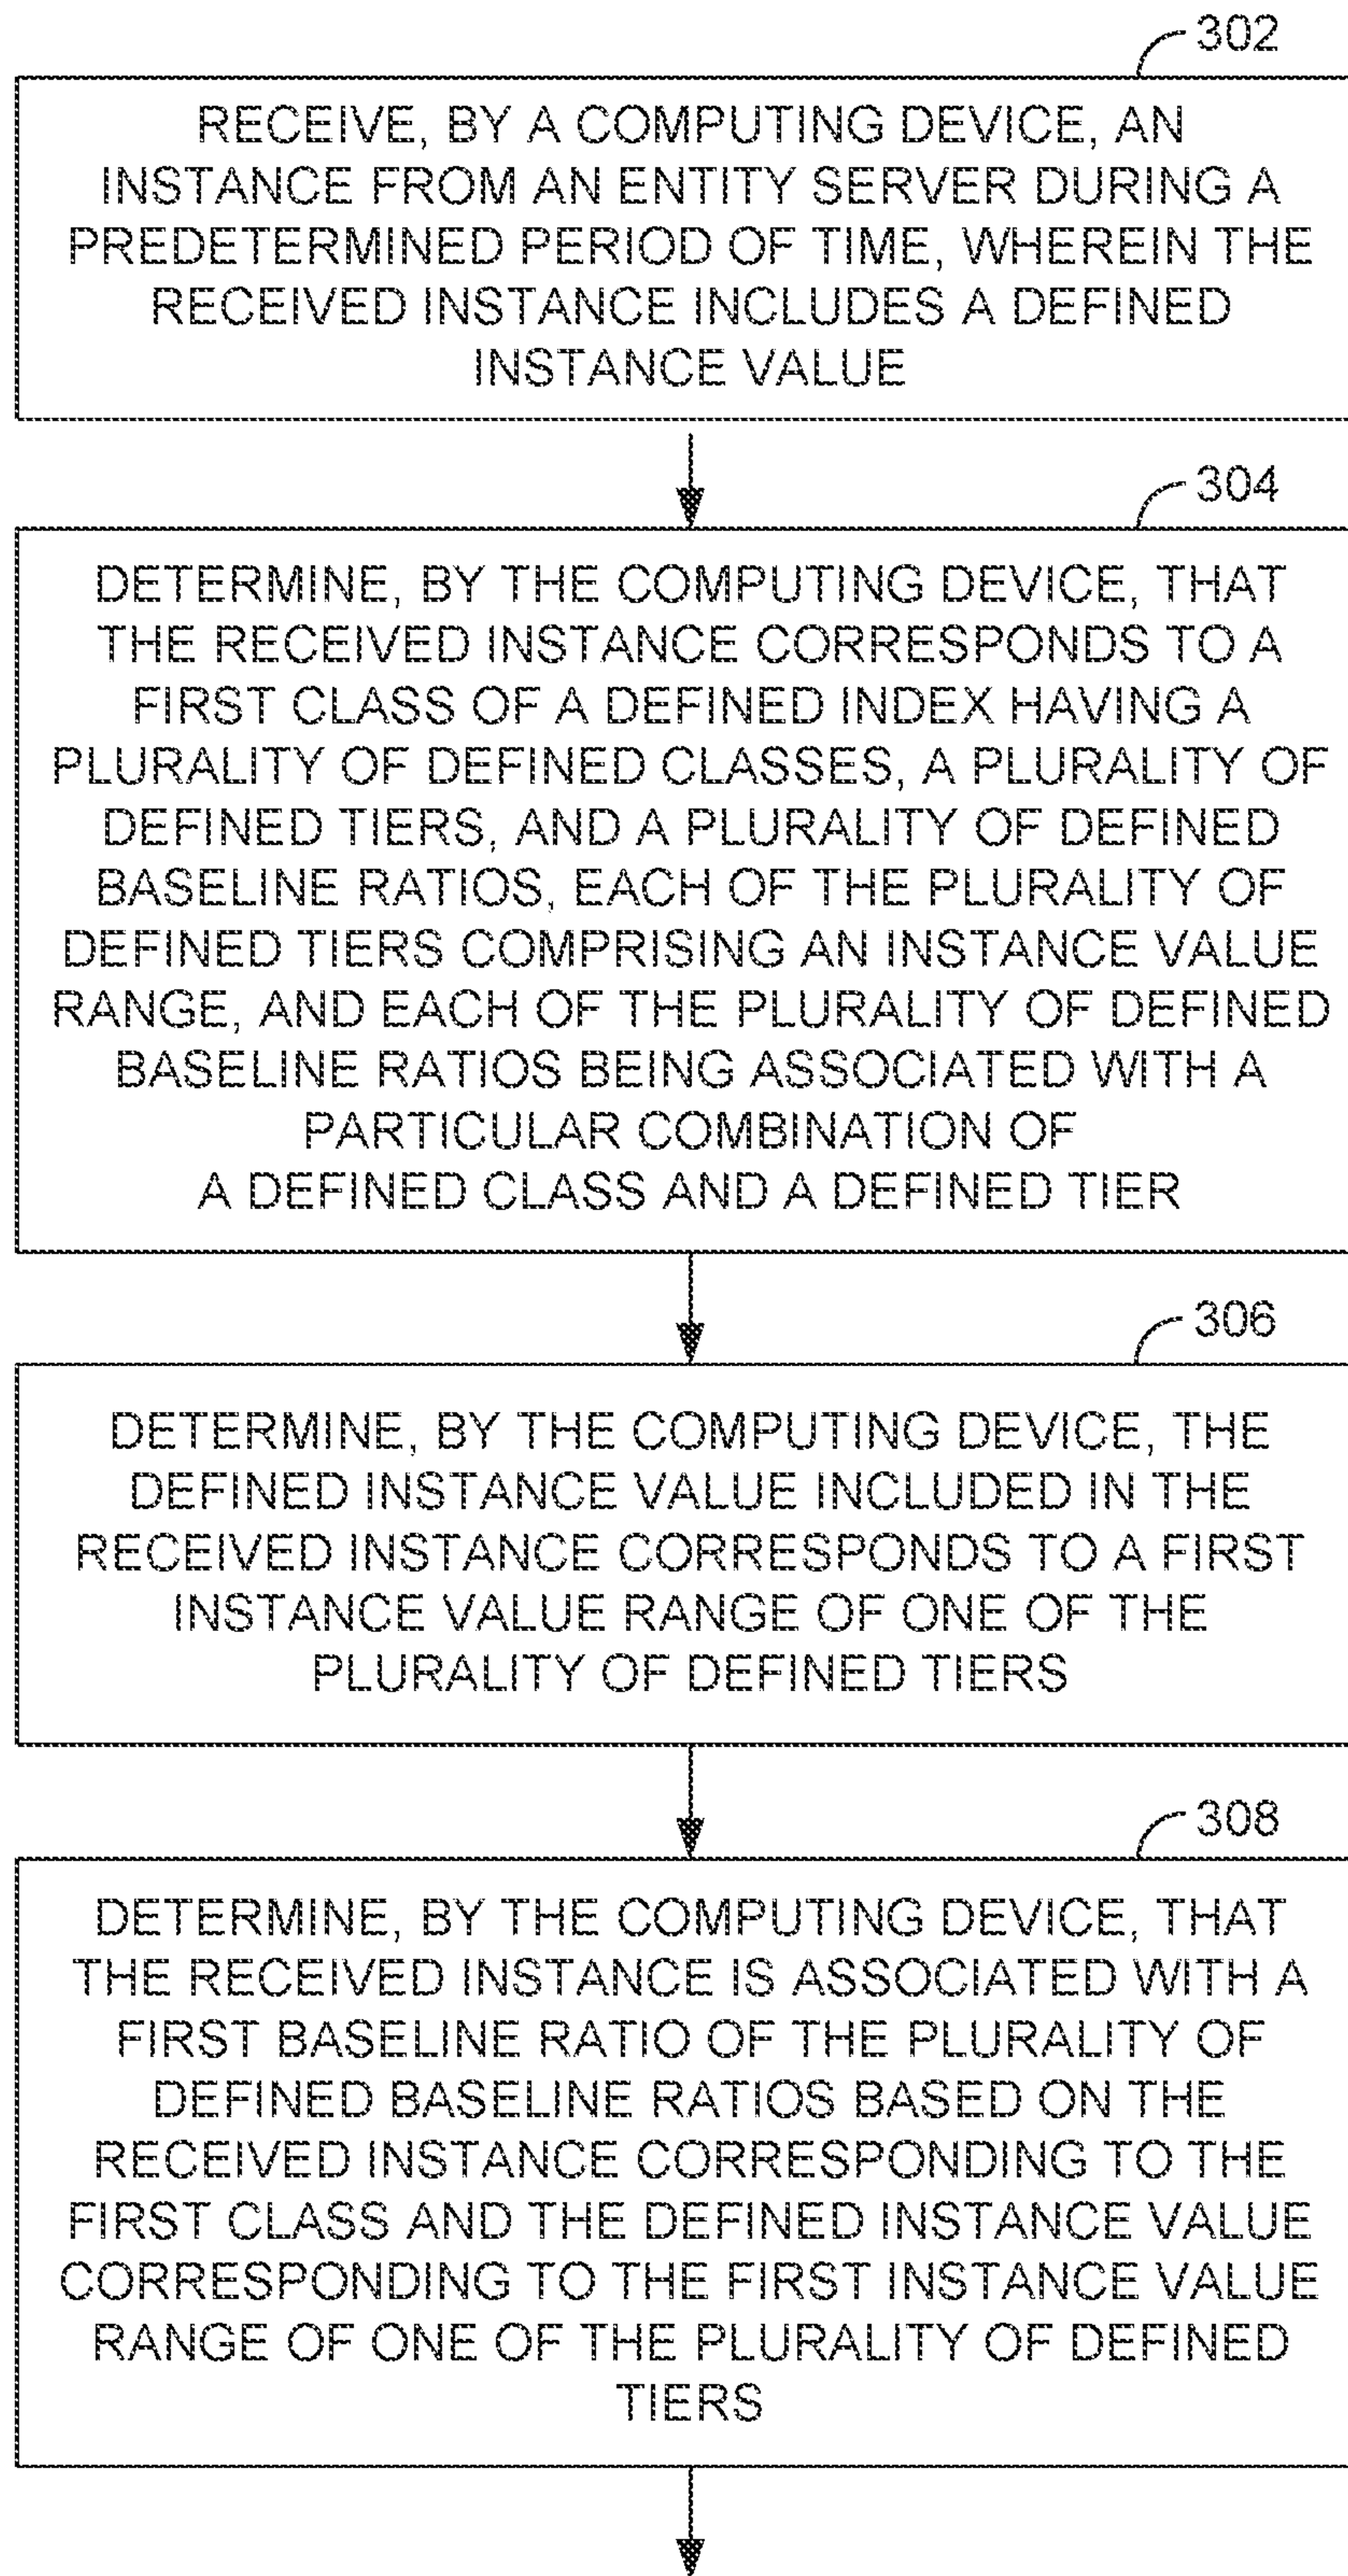 302
RECEIVE, BY A COMPUTING DEVICE, AN
INSTANCE FROM AN ENTITY SERVER DURING A
PREDETERMINED PERIOD OF TIME, WHEREIN THE
RECEIVED INSTANCE INCLUDES A DEFINED
INSTANCE VALUE
304
DETERMINE, BY THE COMPUTING DEVICE, THAT
THE RECEIVED INSTANCE CORRESPONDS TO A
FIRST CLASS OF A DEFINED INDEX HAVING A
PLURALITY OF DEFINED CLASSES, A PLURALITY OF
DEFINED TIERS, AND A PLURALITY OF DEFINED
BASELINE RATIOS, EACH OF THE PLURALITY OF
DEFINED TIERS COMPRISING AN INSTANCE VALUE
RANGE, AND EACH OF THE PLURALITY OF DEFINED
BASELINE RATIOS BEING ASSOCIATED WITH A
PARTICULAR COMBINATION OF
A DEFINED CLASS AND A DEFINED TIER
306
DETERMINE, BY THE COMPUTING DEVICE, THE
DEFINED INSTANCE VALUE INCLUDED IN THE
RECEIVED INSTANCE CORRESPONDS TO A FIRST
INSTANCE VALUE RANGE OF ONE OF THE
PLURALITY OF DEFINED TIERS
308
DETERMINE, BY THE COMPUTING DEVICE, THAT
THE RECEIVED INSTANCE IS ASSOCIATED WITH A
FIRST BASELINE RATIO OF THE PLURALITY OF
DEFINED BASELINE RATIOS BASED ON THE
RECEIVED INSTANCE CORRESPONDING TO THE
FIRST CLASS AND THE DEFINED INSTANCE VALUE
CORRESPONDING TO THE FIRST INSTANCE VALUE
RANGE OF ONE OF THE PLURALITY OF DEFINED
TIERS